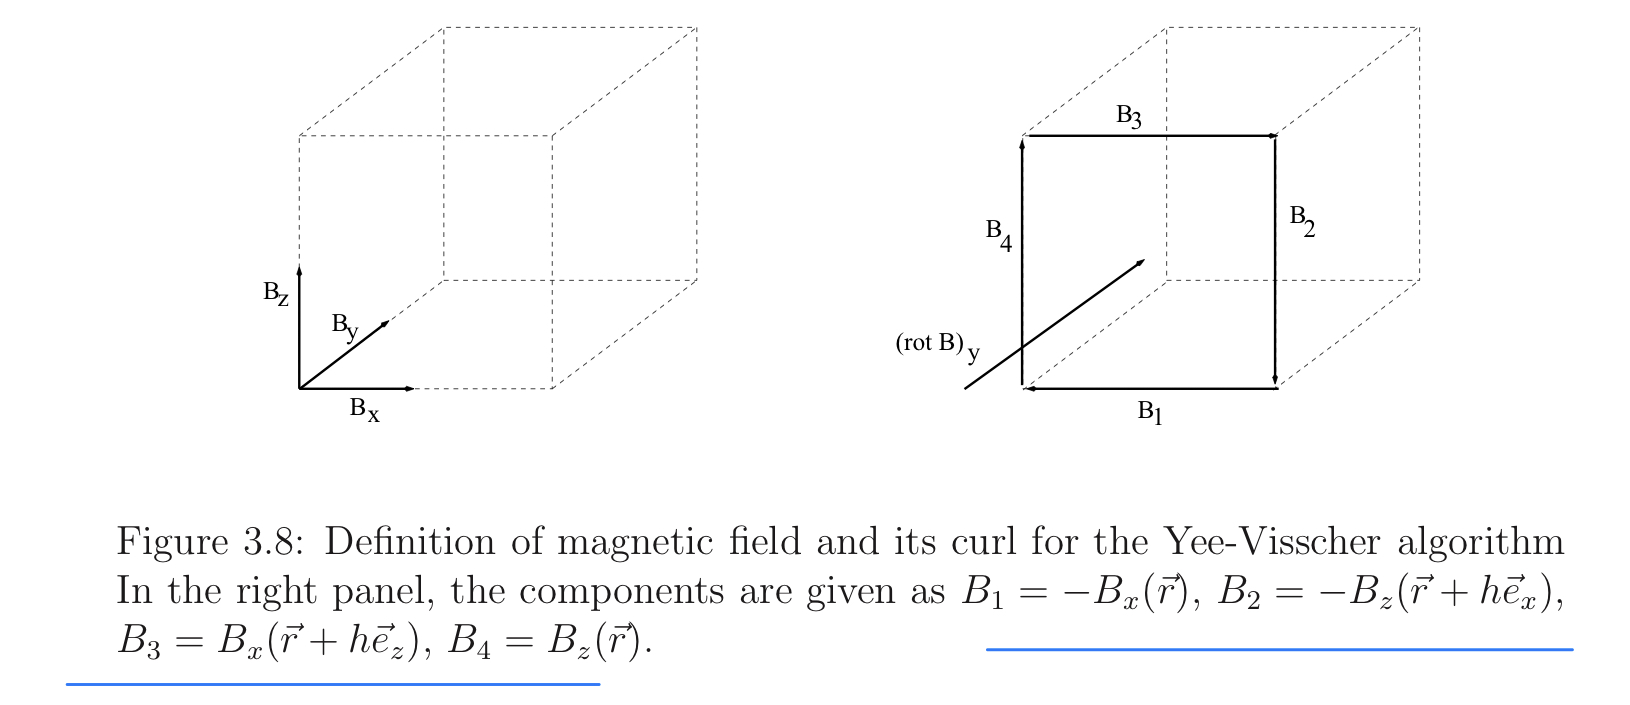 B_z
B_y
B_x
B_3
B_4
B_2
(rot B)_y
B_1
Figure 3.8: Definition of magnetic field and its curl for the Yee-Visscher algorithm
In the right panel, the components are given as $B_1 = -B_x(\vec{r})$, $B_2 = -B_z(\vec{r} + h\vec{e}_x)$,
$B_3 = B_x(\vec{r} + h\vec{e}_z)$, $B_4 = B_z(\vec{r})$.